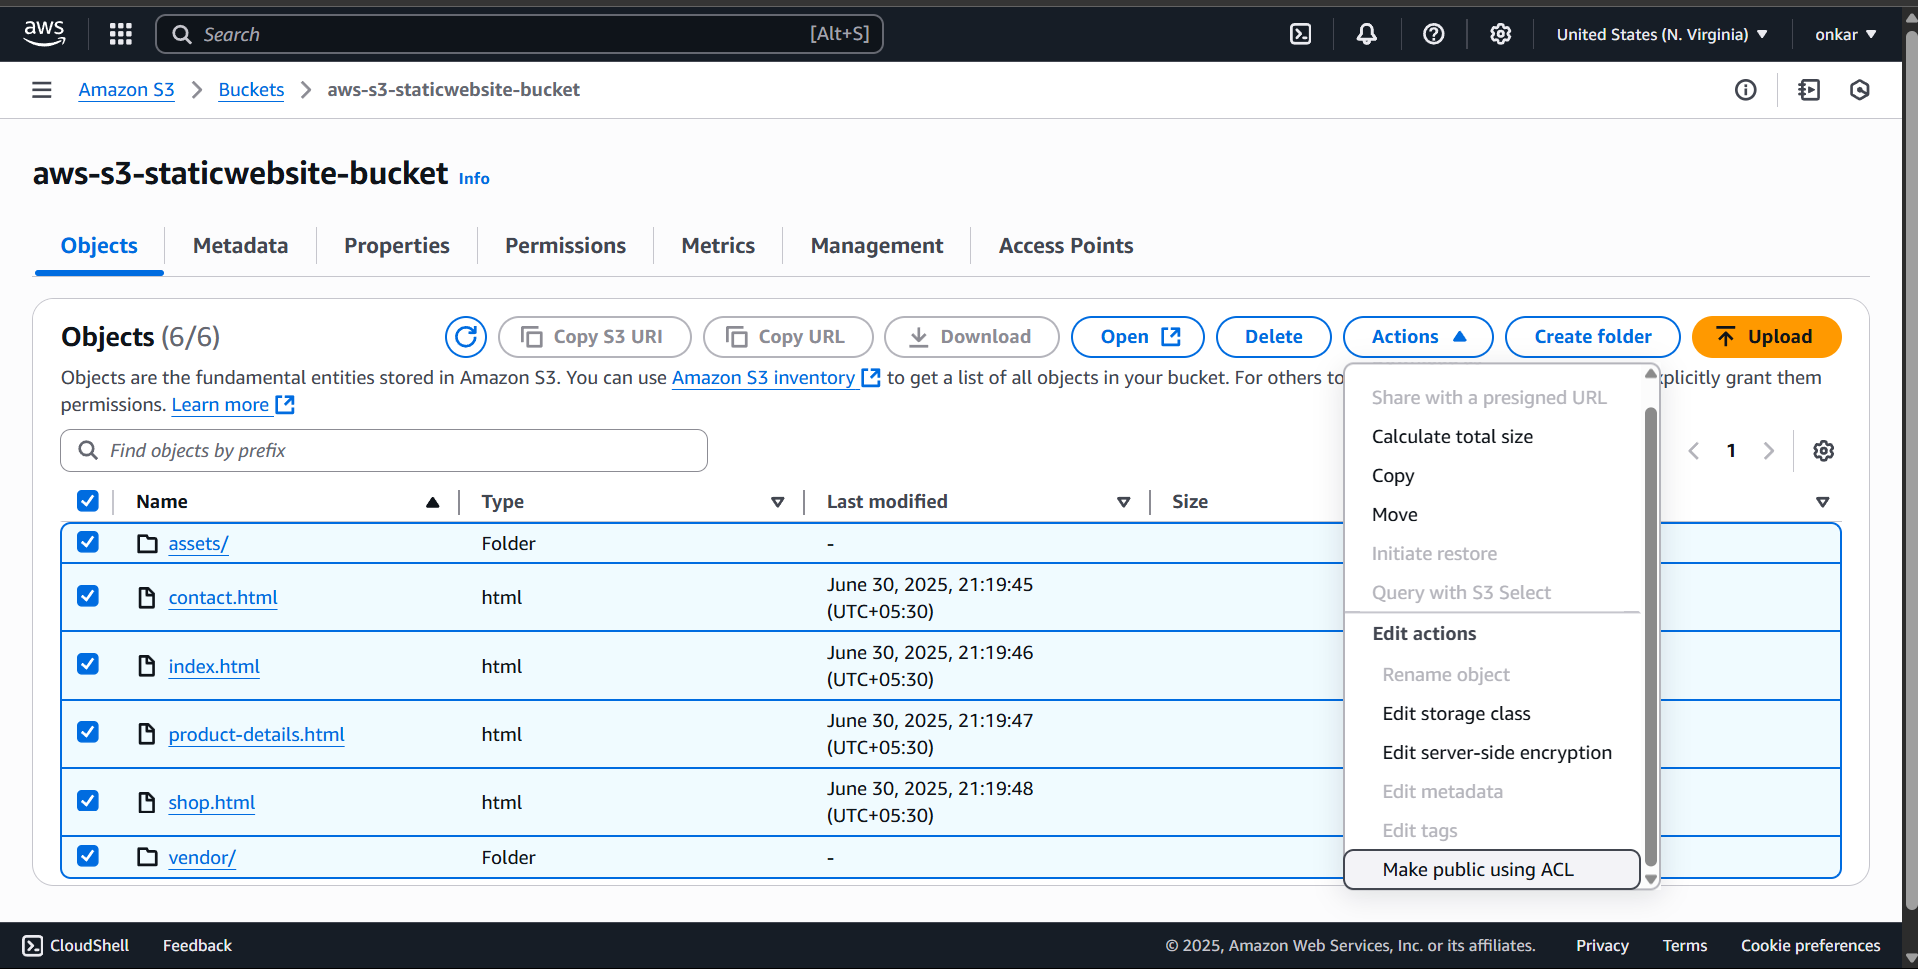 aws
Search
[Alt+S]
United States (N. Virginia)
onkar
Amazon S3
Buckets
aws-s3-staticwebsite-bucket
aws-s3-staticwebsite-bucket Info
Objects
Metadata
Properties
Permissions
Metrics
Management
Access Points
Objects (6/6)
Copy S3 URI
Copy URL
Download
Open
Delete
Actions
Create folder
Upload
Objects are the fundamental entities stored in Amazon S3. You can use Amazon S3 inventory to get a list of all objects in your bucket. For others to
xplicitly grant them
permissions. Learn more
Find objects by prefix
1
Name
Type
Last modified
Size
assets/
Folder
-
contact.html
html
June 30, 2025, 21:19:45
(UTC+05:30)
index.html
html
June 30, 2025, 21:19:46
(UTC+05:30)
product-details.html
html
June 30, 2025, 21:19:47
(UTC+05:30)
shop.html
html
June 30, 2025, 21:19:48
(UTC+05:30)
vendor/
Folder
-
Share with a presigned URL
Calculate total size
Copy
Move
Initiate restore
Query with S3 Select
Edit actions
Rename object
Edit storage class
Edit server-side encryption
Edit metadata
Edit tags
Make public using ACL
CloudShell
Feedback
© 2025, Amazon Web Services, Inc. or its affiliates.
Privacy
Terms
Cookie preferences